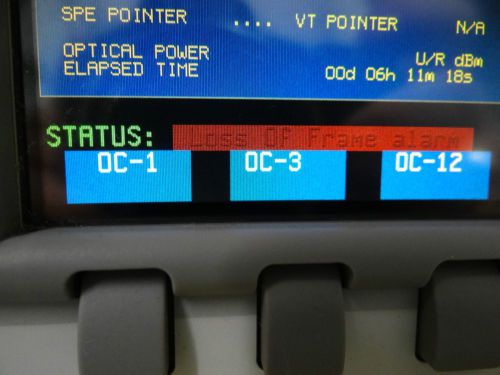 SPE POINTER .... VT POINTER N/A
OPTICAL POWER U/R dBm
ELAPSED TIME 00d 06h 11m 18s
STATUS: Loss Of Frame alarm
OC-1 OC-3 OC-12